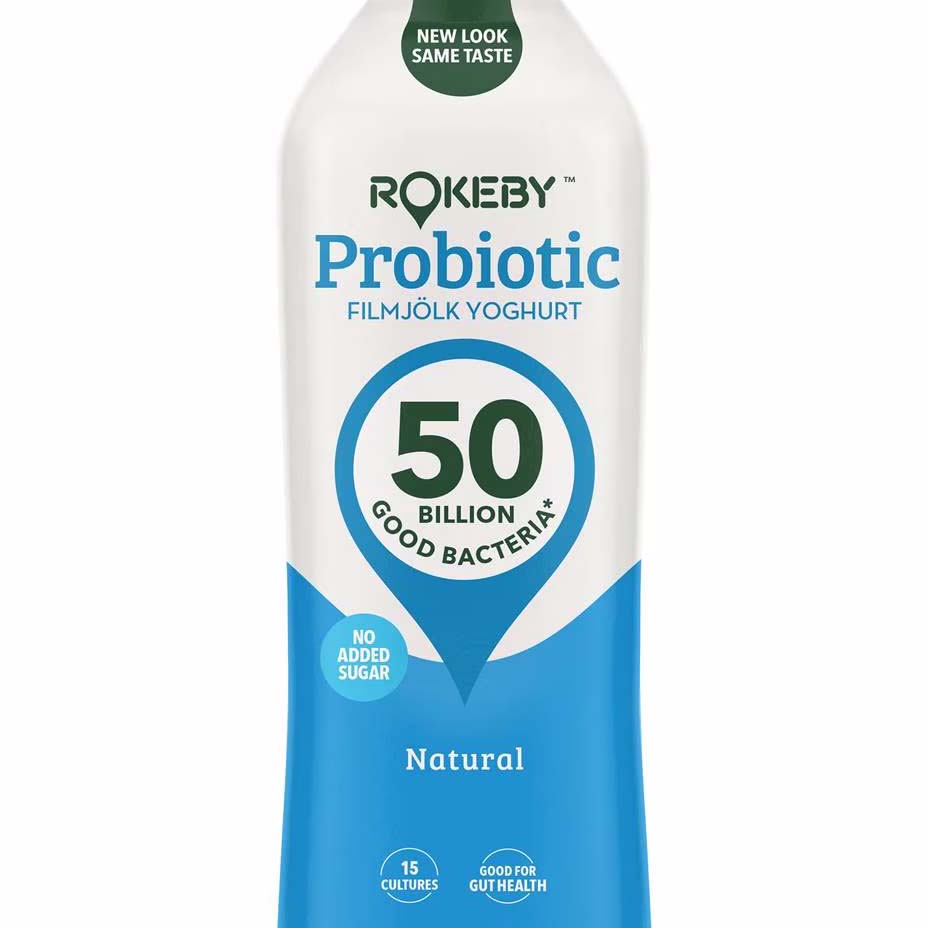 NEW LOOK
SAME TASTE
ROKEBY™
Probiotic
FILMJÖLK YOGHURT
50
BILLION
GOOD BACTERIA*
NO
ADDED
SUGAR
Natural
15
CULTURES
GOOD FOR
GUT HEALTH